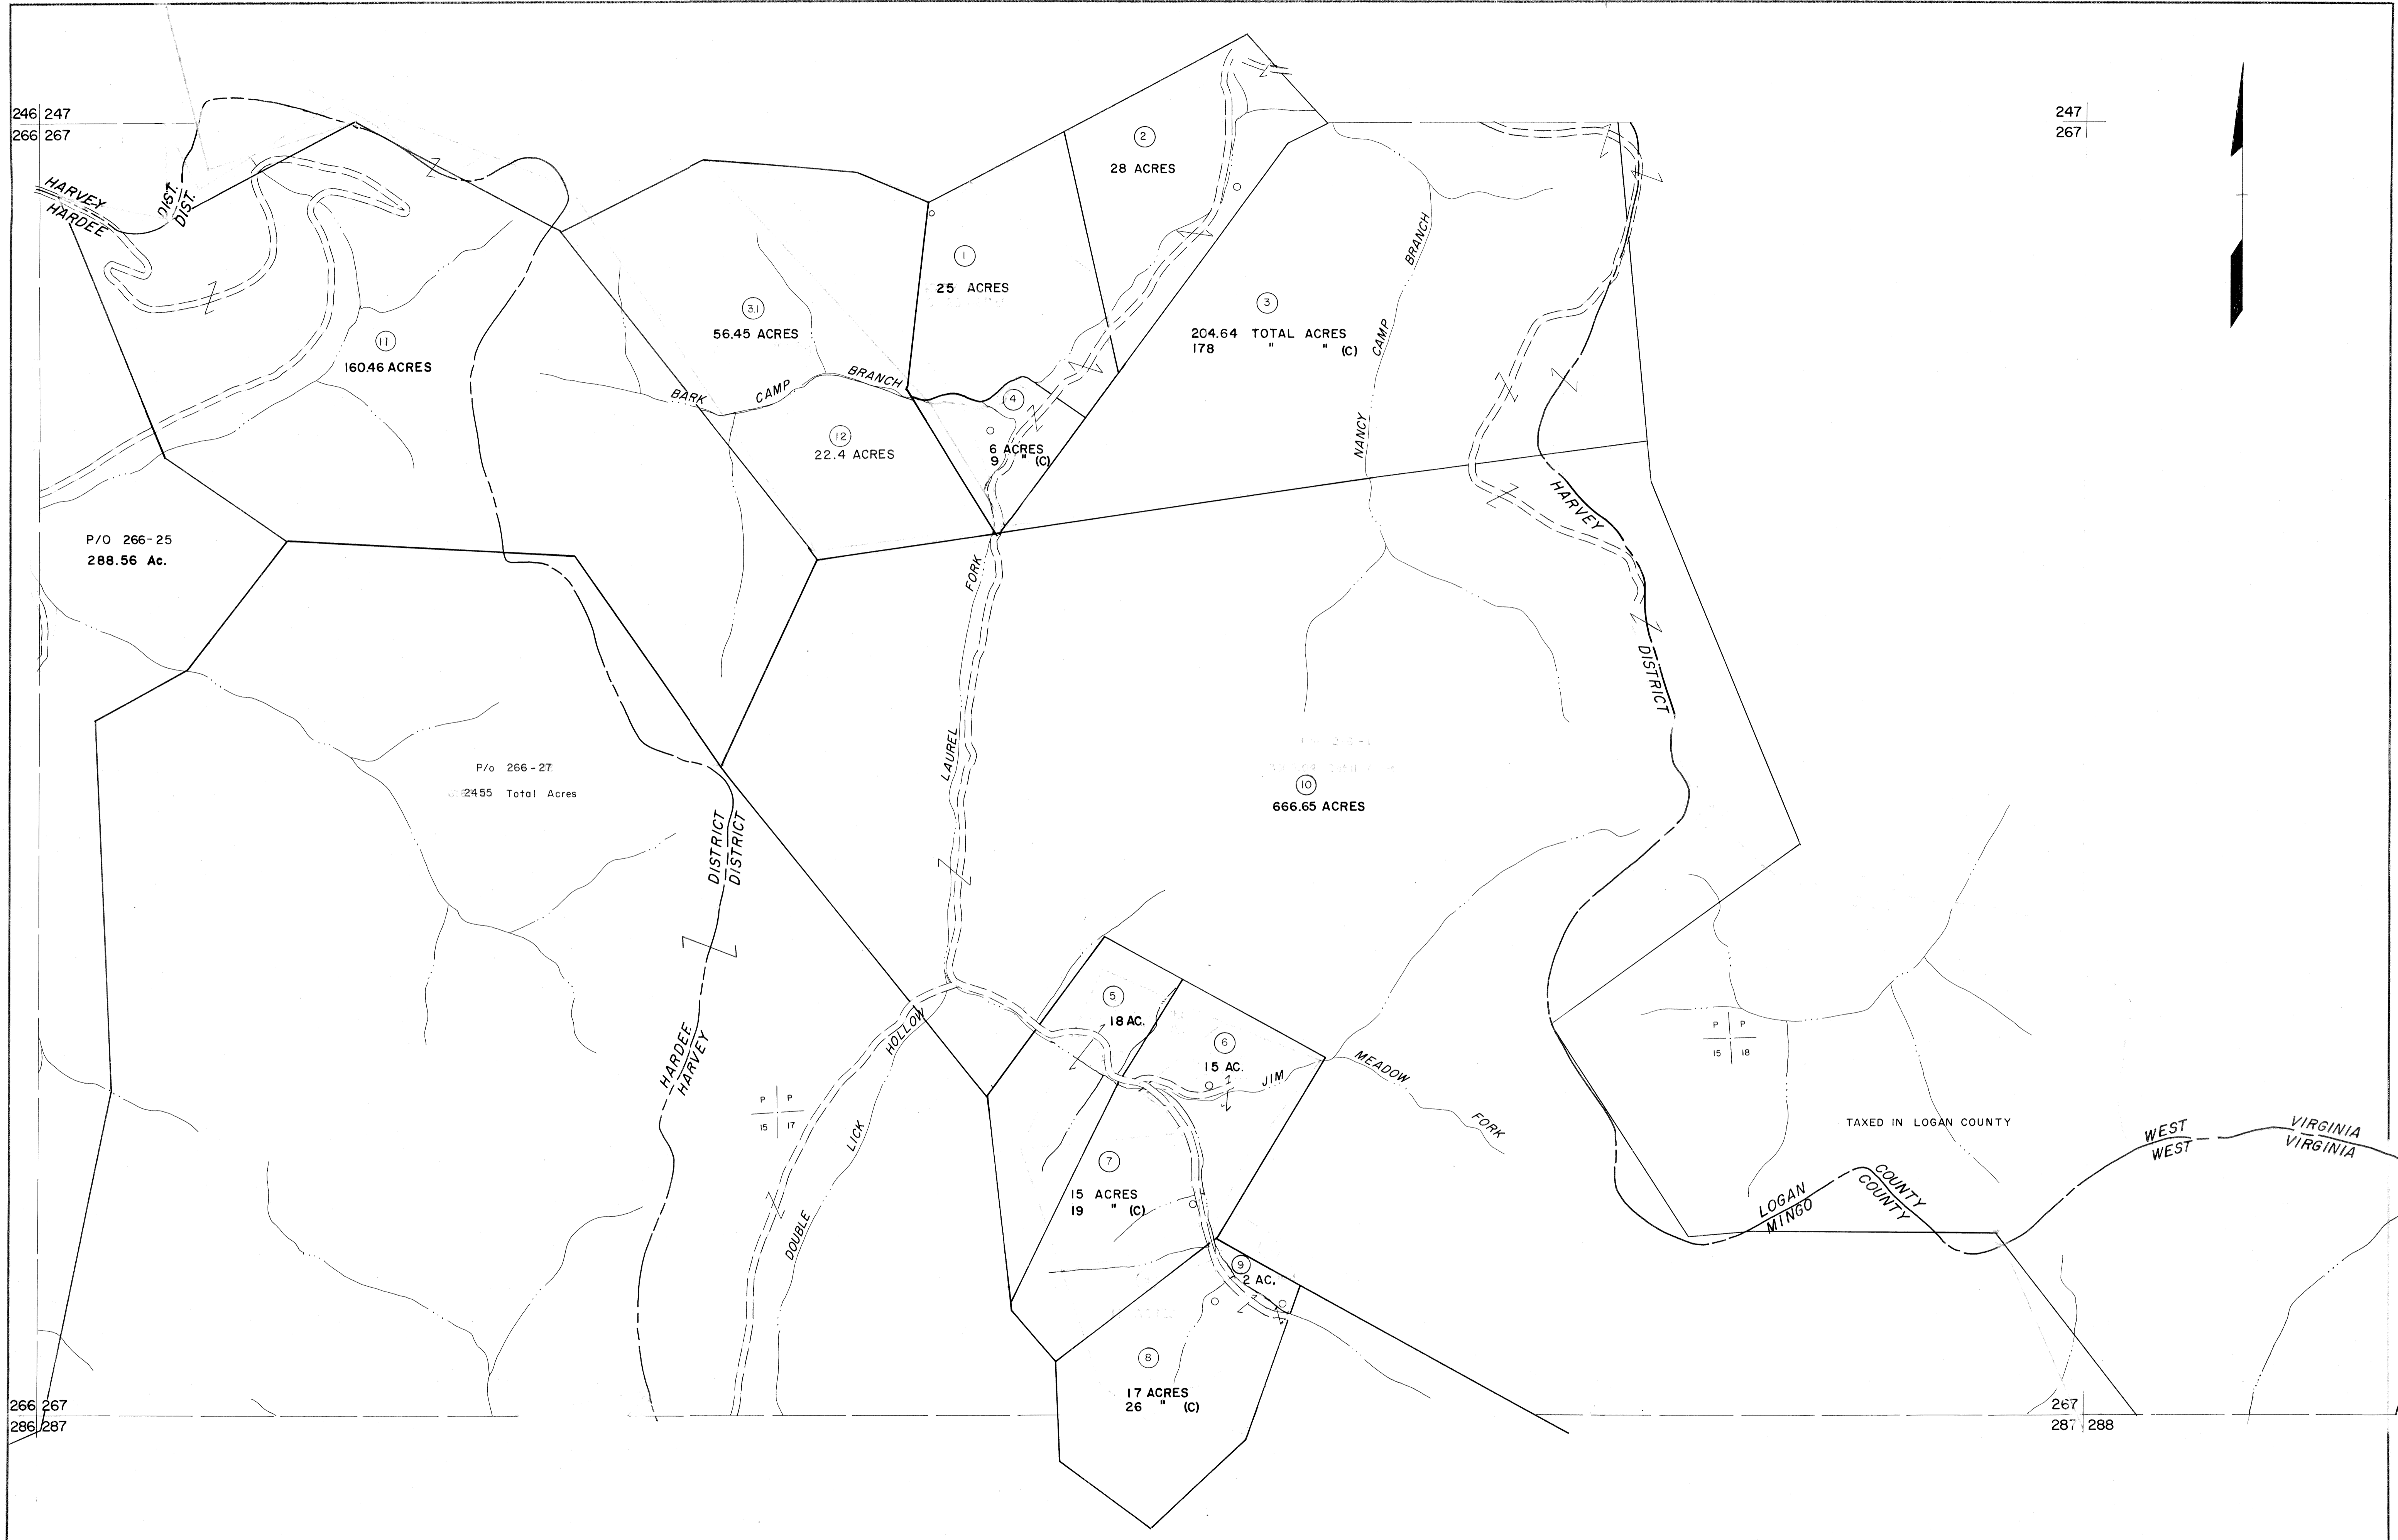 246 247
266 267
247
267
HARVEY
HARDEE
DIST.
DIST.
2
28 ACRES
1
25 ACRES
3.1
56.45 ACRES
3
204.64 TOTAL ACRES
178 " " (C)
NANCY CAMP BRANCH
11
160.46 ACRES
BARK CAMP BRANCH
4
6 ACRES
9 " (C)
12
22.4 ACRES
HARVEY DISTRICT
P/O 266-25
288.56 Ac.
LAUREL FORK
P/o 266-27
2455 Total Acres
10
666.65 ACRES
DISTRICT
DISTRICT
HARDEE
HARVEY
DOUBLE LICK HOLLOW
5
18 AC.
6
15 AC.
JIM MEADOW FORK
P P
15 17
P P
15 18
TAXED IN LOGAN COUNTY
7
15 ACRES
19 " (C)
9
2 AC.
8
17 ACRES
26 " (C)
LOGAN COUNTY
MINGO COUNTY
WEST VIRGINIA
WEST VIRGINIA
266 267
286 287
267
287 288